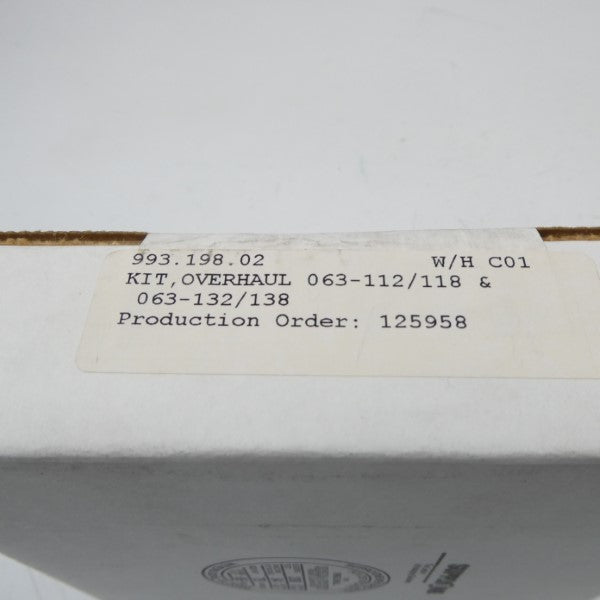 993.198.02 W/H C01
KIT,OVERHAUL 063-112/118 &
063-132/138
Production Order: 125958